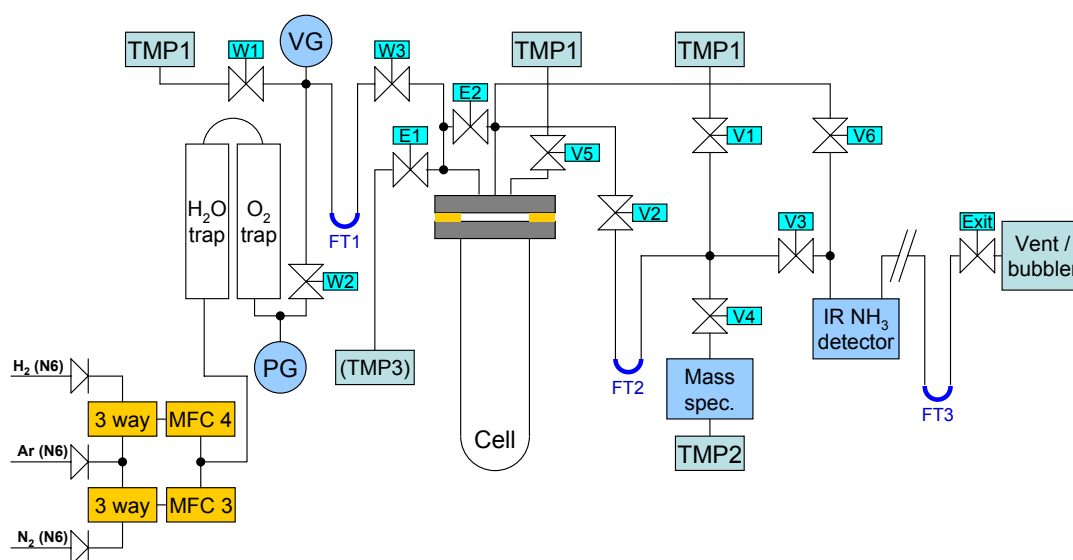 TMP1
W1
VG
W3
TMP1
TMP1
E2
E1
V5
V1
V6
H₂O
trap
O₂
trap
FT1
V2
V3
Exit
Vent /
bubbler
W2
V4
IR NH₃
detector
PG
(TMP3)
FT2
Mass
spec.
FT3
H₂ (N6)
3 way
MFC 4
Cell
TMP2
Ar (N6)
3 way
MFC 3
N₂ (N6)